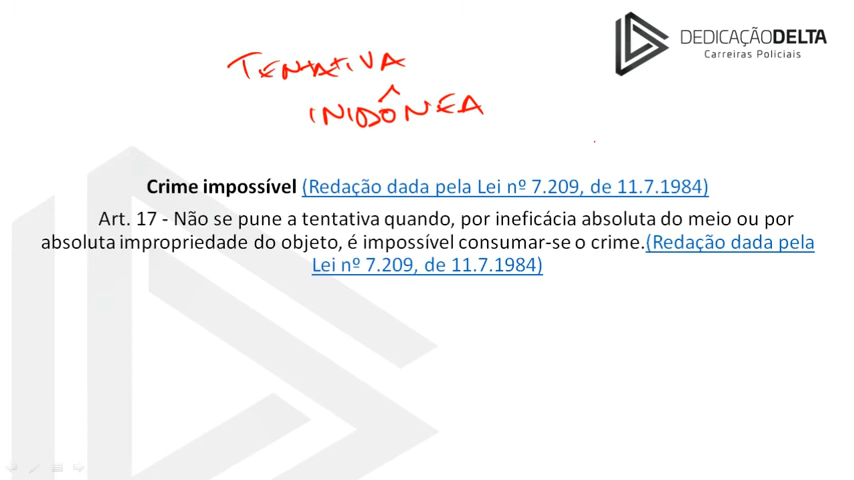 DEDICAÇÃODELTA
Carreiras Policiais
TENTATIVA
INIDÔNEA
Crime impossível (Redação dada pela Lei nº 7.209, de 11.7.1984)
Art. 17 - Não se pune a tentativa quando, por ineficácia absoluta do meio ou por
absoluta impropriedade do objeto, é impossível consumar-se o crime.(Redação dada pela
Lei nº 7.209, de 11.7.1984)